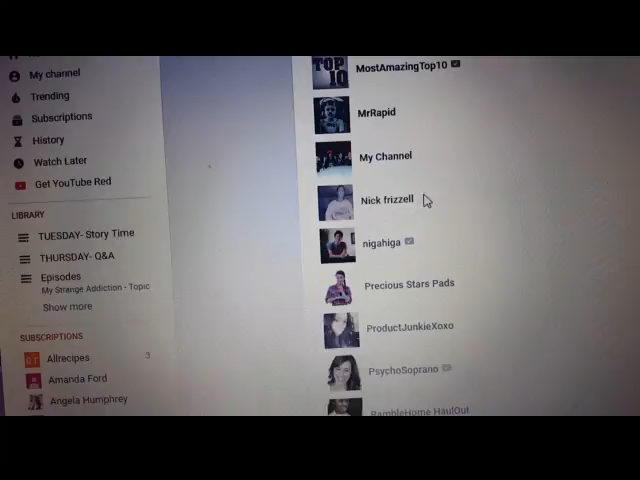 My channel
Trending
Subscriptions
History
Watch Later
Get YouTube Red
LIBRARY
TUESDAY- Story Time
THURSDAY- Q&A
Episodes
My Strange Addiction - Topic
Show more
SUBSCRIPTIONS
Allrecipes 3
Amanda Ford
Angela Humphrey
TOP
10
MostAmazingTop10
MrRapid
My Channel
Nick frizzell
nigahiga
Precious Stars Pads
ProductJunkieXoxo
PsychoSoprano
RambleHome HaulOut